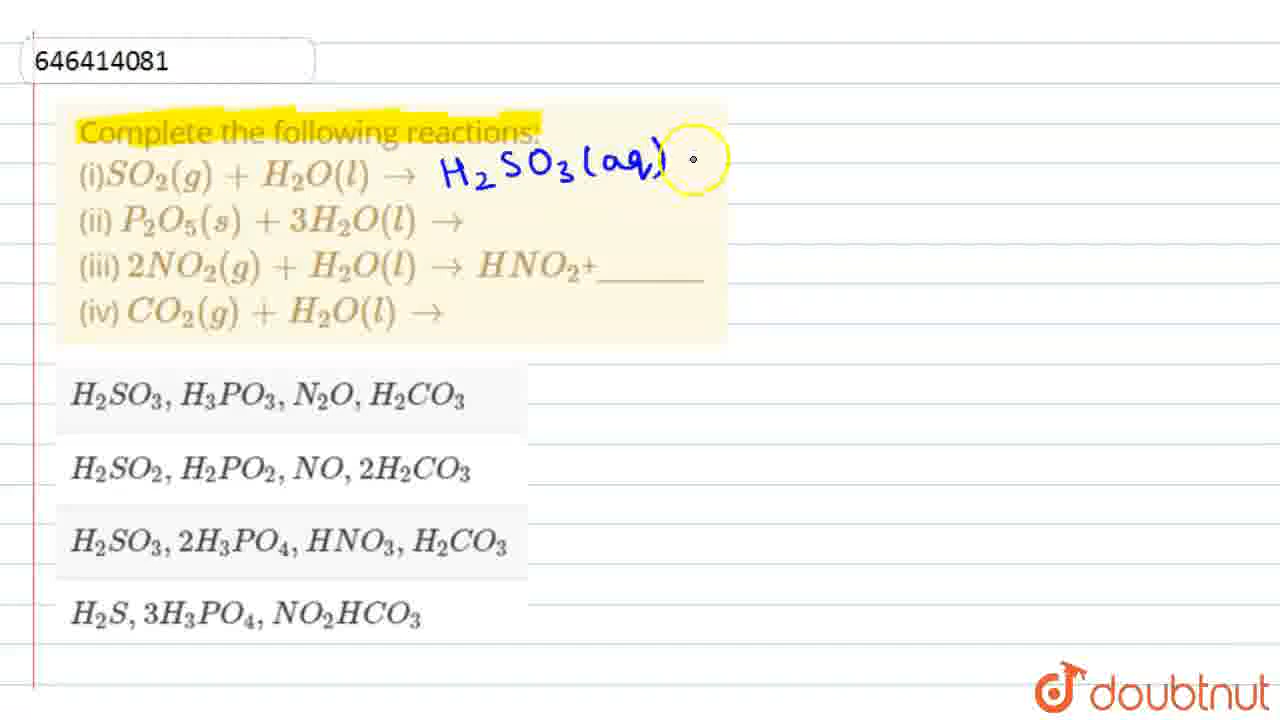 646414081
Complete the following reactions:
(i)SO₂(g) + H₂O(l) → H₂SO₃(aq)
(ii) P₂O₅(s) + 3H₂O(l) →
(iii) 2NO₂(g) + H₂O(l) → HNO₂+________
(iv) CO₂(g) + H₂O(l) →
H₂SO₃, H₃PO₃, N₂O, H₂CO₃
H₂SO₂, H₂PO₂, NO, 2H₂CO₃
H₂SO₃, 2H₃PO₄, HNO₃, H₂CO₃
H₂S, 3H₃PO₄, NO₂HCO₃
doubtnut